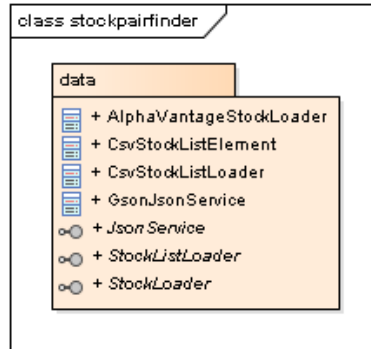 class stockpairfinder
data
+ AlphaVantageStockLoader
+ CsvStockListElement
+ CsvStockListLoader
+ GsonJsonService
+ JsonService
+ StockListLoader
+ StockLoader